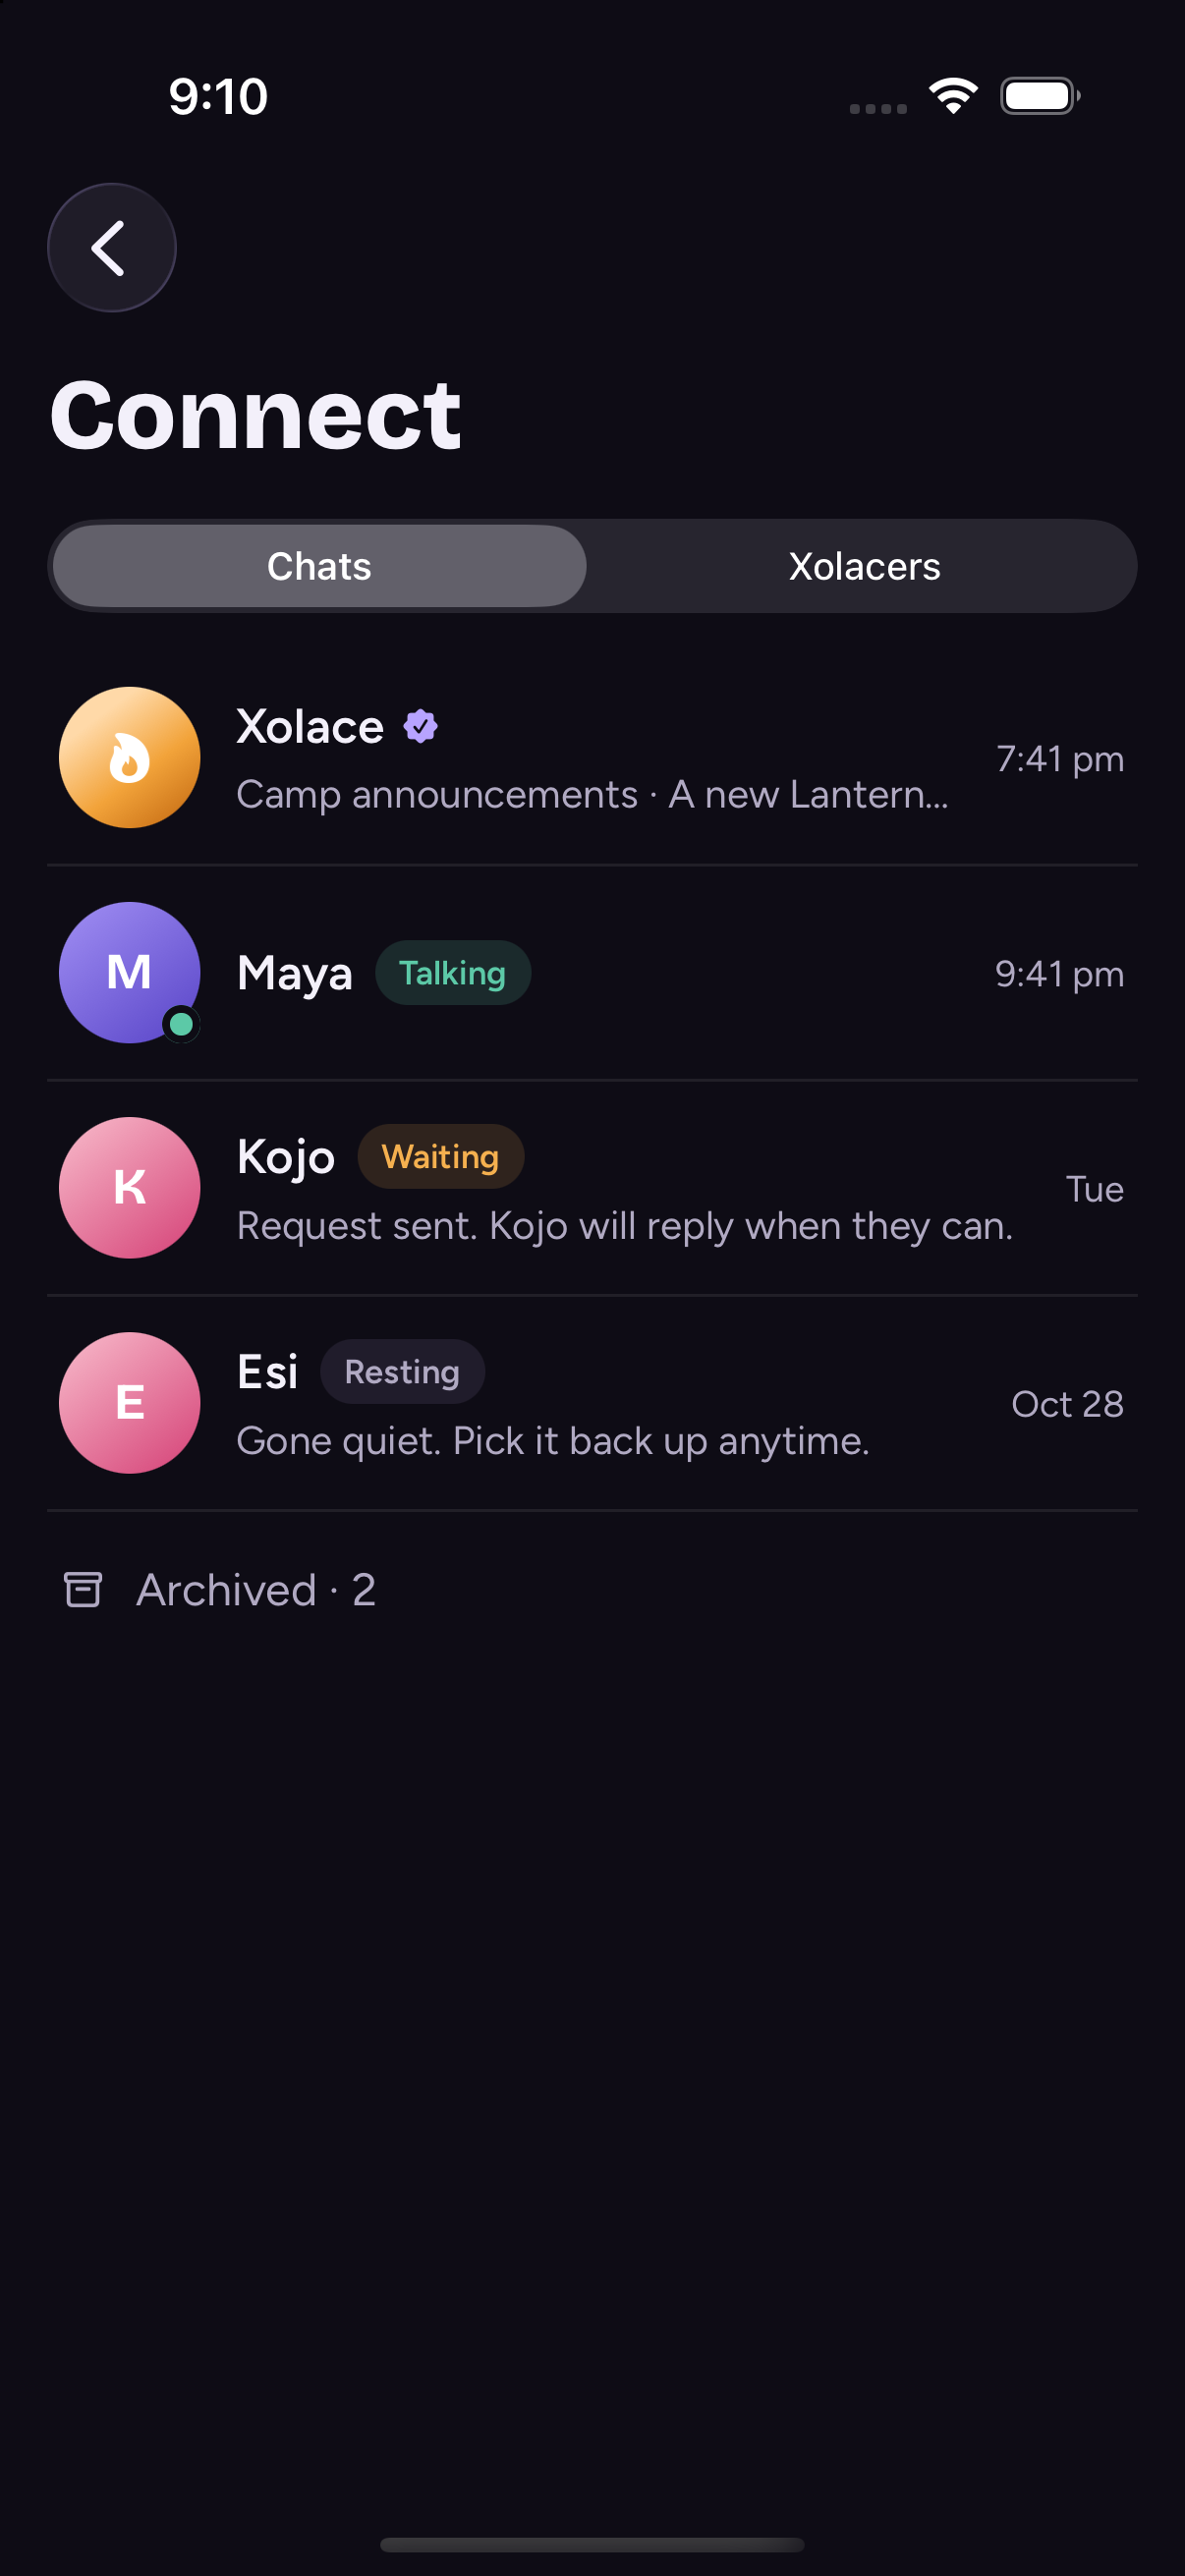 9:10
Connect
Chats
Xolacers
Xolace
Camp announcements · A new Lantern...
7:41 pm
M
Maya
Talking
9:41 pm
K
Kojo
Waiting
Request sent. Kojo will reply when they can.
Tue
E
Esi
Resting
Gone quiet. Pick it back up anytime.
Oct 28
Archived · 2